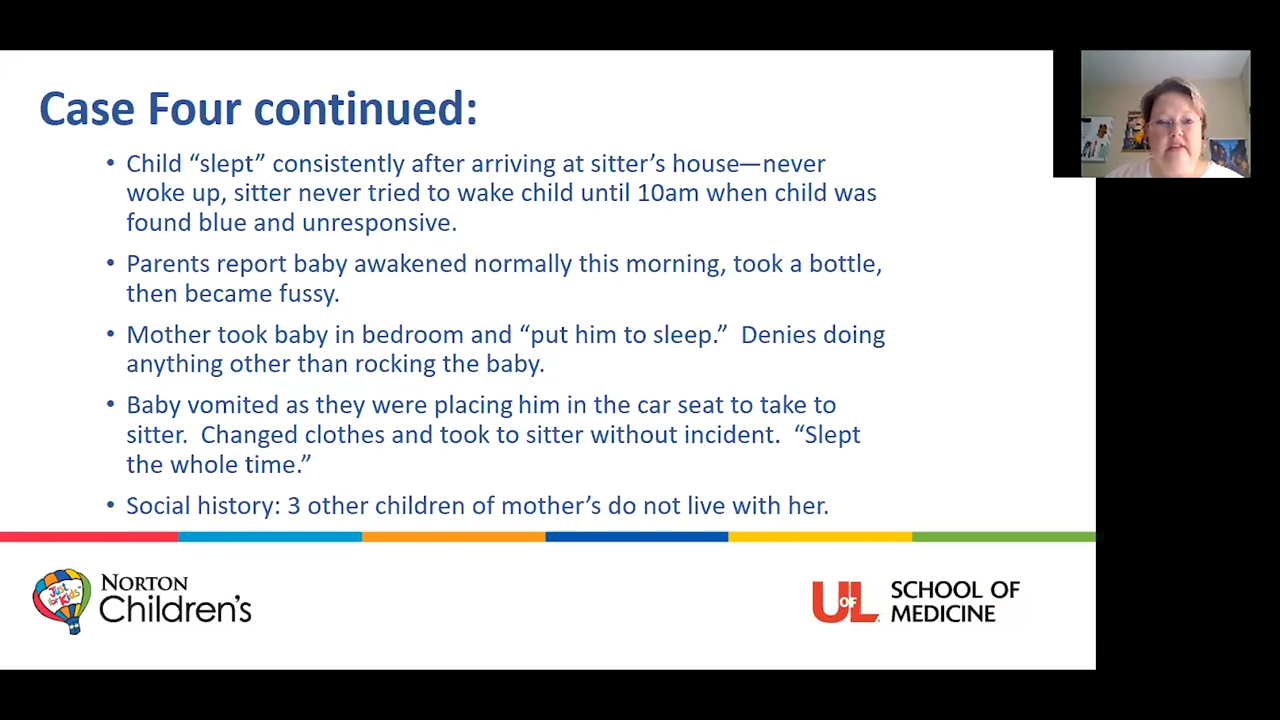 Case Four continued:
• Child “slept” consistently after arriving at sitter’s house—never
woke up, sitter never tried to wake child until 10am when child was
found blue and unresponsive.
• Parents report baby awakened normally this morning, took a bottle,
then became fussy.
• Mother took baby in bedroom and “put him to sleep.”  Denies doing
anything other than rocking the baby.
• Baby vomited as they were placing him in the car seat to take to
sitter.  Changed clothes and took to sitter without incident.  “Slept
the whole time.”
• Social history: 3 other children of mother’s do not live with her.
Just
for Kids
NORTON
Children’s
UofL
SCHOOL OF
MEDICINE